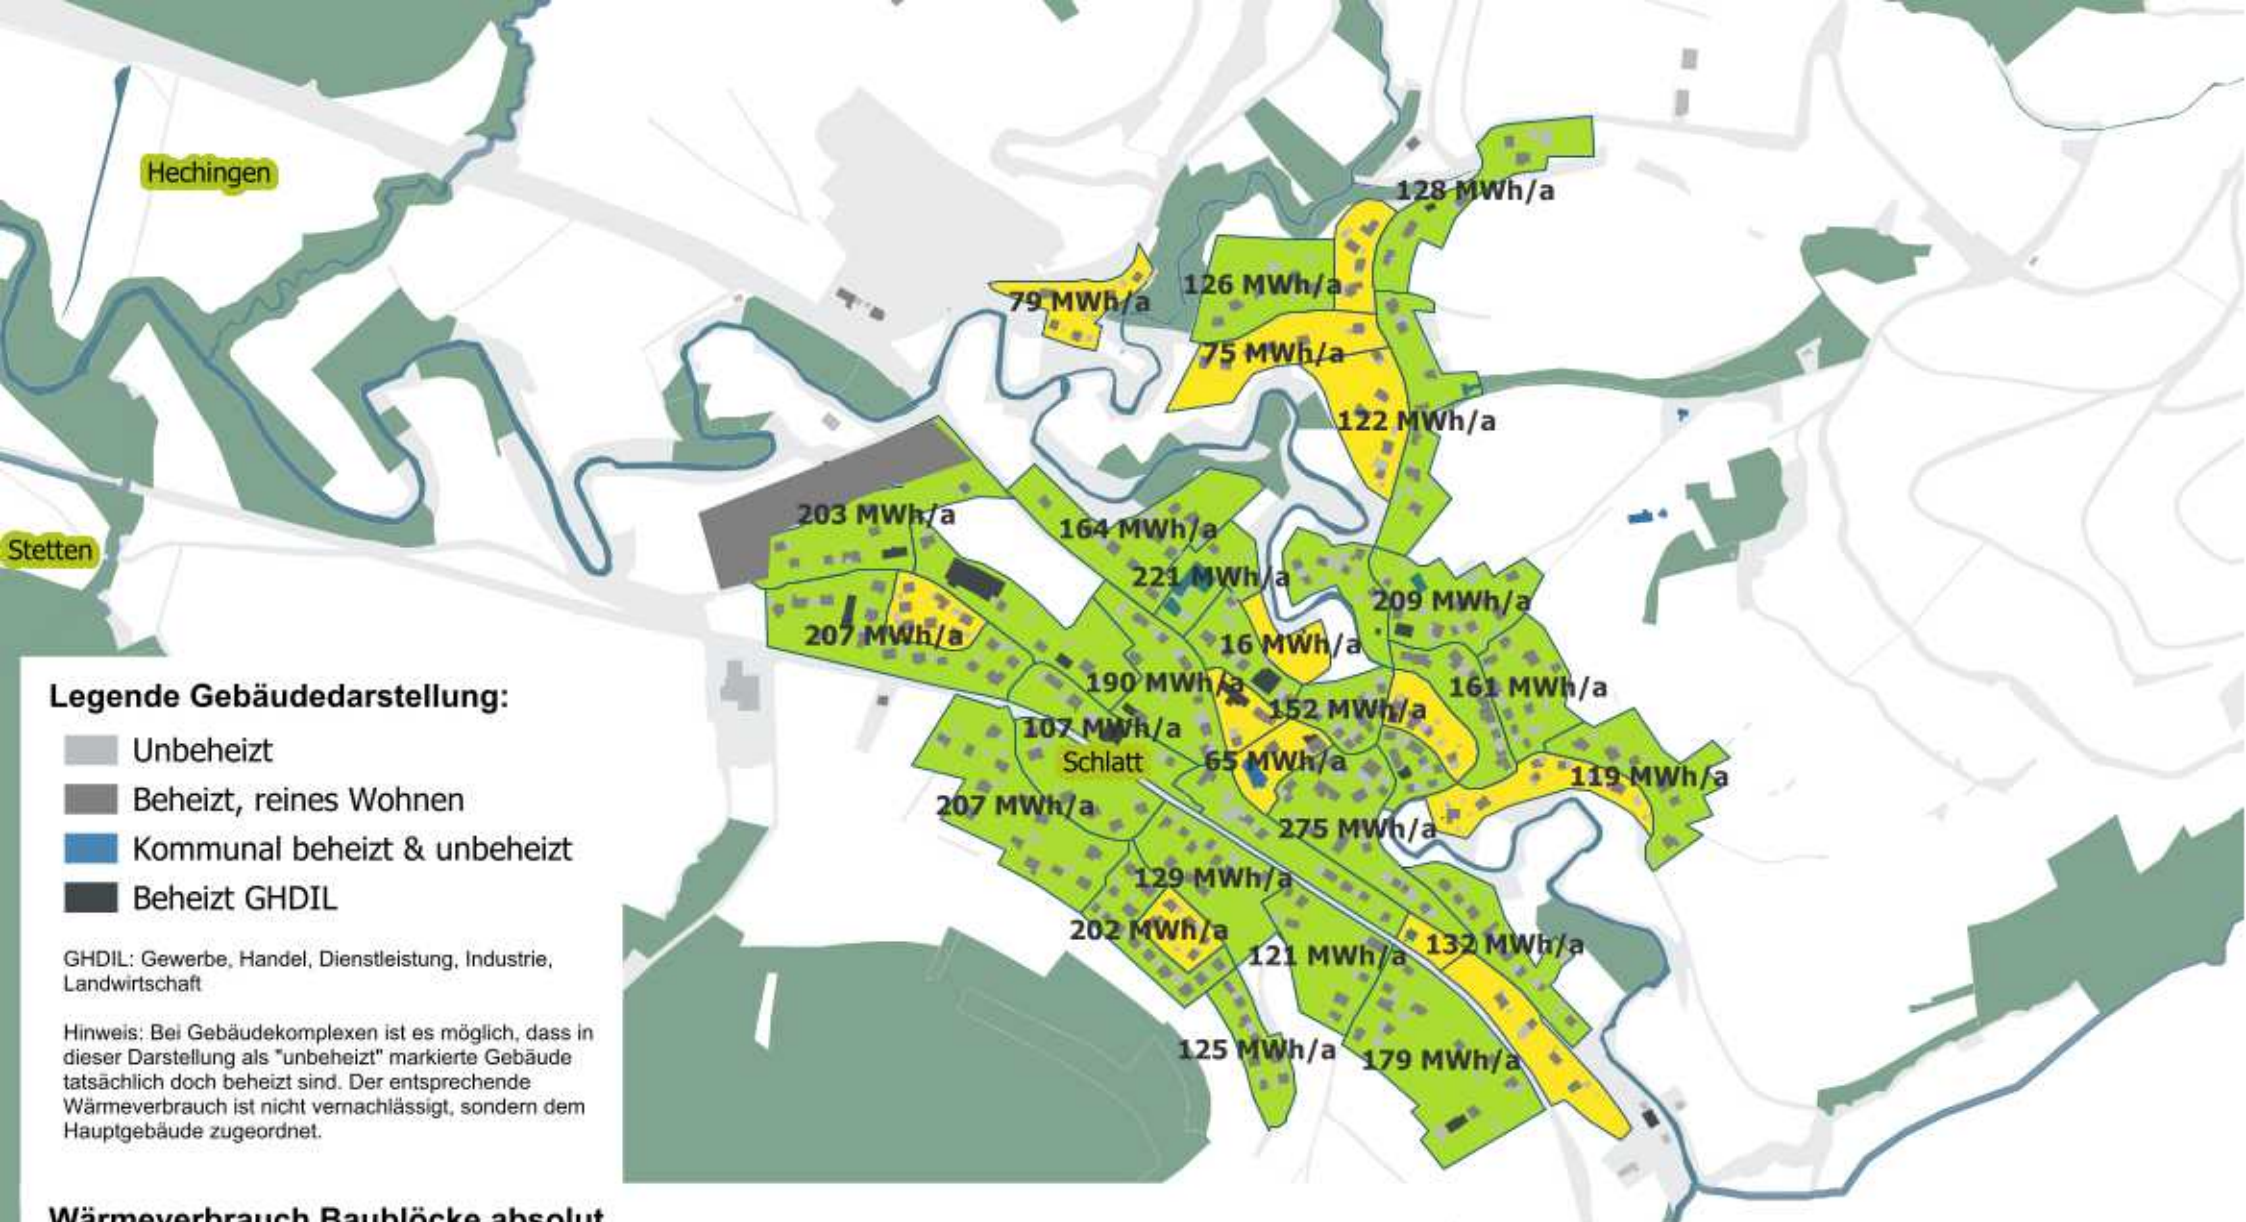 Hechingen
128 MWh/a
126 MWh/a
79 MWh/a
75 MWh/a
122 MWh/a
203 MWh/a
164 MWh/a
Stetten
221 MWh/a
209 MWh/a
207 MWh/a
16 MWh/a
190 MWh/a
161 MWh/a
152 MWh/a
107 MWh/a
Schlatt
65 MWh/a
119 MWh/a
207 MWh/a
275 MWh/a
129 MWh/a
202 MWh/a
121 MWh/a
132 MWh/a
125 MWh/a
179 MWh/a
Legende Gebäudedarstellung:
Unbeheizt
Beheizt, reines Wohnen
Kommunal beheizt & unbeheizt
Beheizt GHDIL
GHDIL: Gewerbe, Handel, Dienstleistung, Industrie,
Landwirtschaft
Hinweis: Bei Gebäudekomplexen ist es möglich, dass in
dieser Darstellung als "unbeheizt" markierte Gebäude
tatsächlich doch beheizt sind. Der entsprechende
Wärmeverbrauch ist nicht vernachlässigt, sondern dem
Hauptgebäude zugeordnet.
Wärmeverbrauch Baublöcke absolut